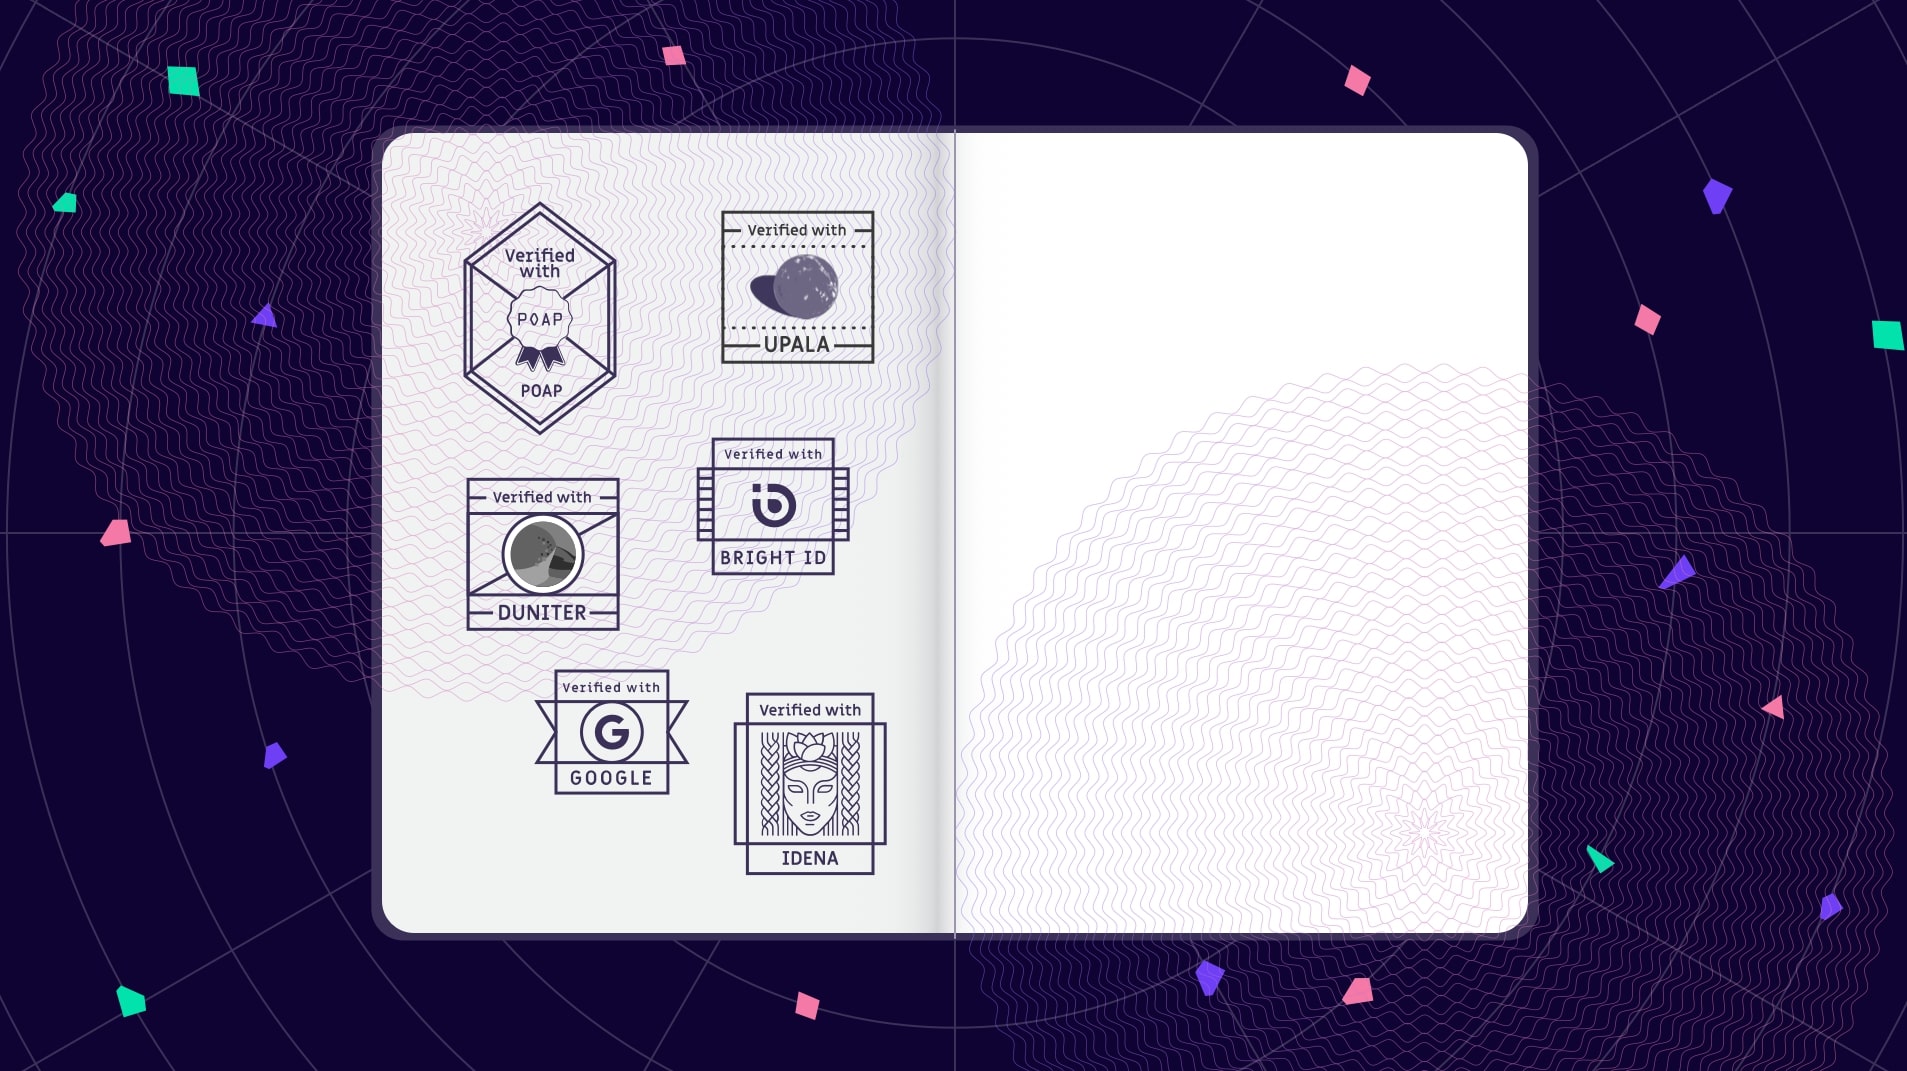 Verified
with
POAP
POAP
Verified with
UPALA
Verified with
BRIGHT ID
Verified with
DUNITER
Verified with
G
GOOGLE
Verified with
IDENA